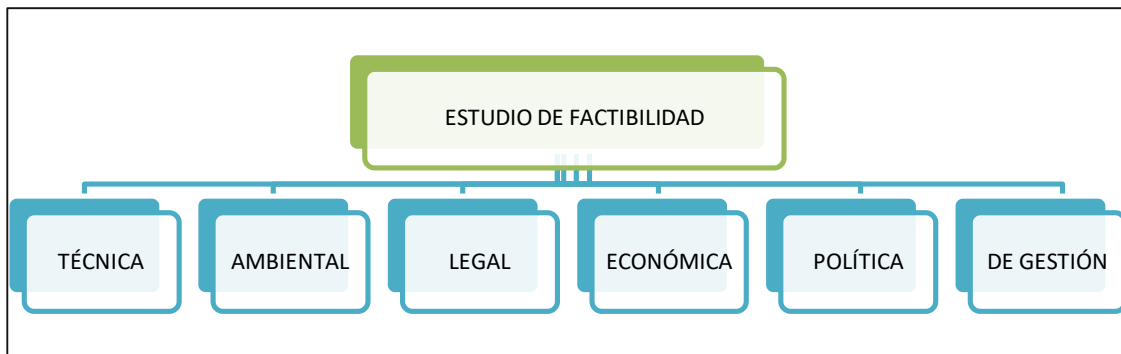 ESTUDIO DE FACTIBILIDAD
TÉCNICA
AMBIENTAL
LEGAL
ECONÓMICA
POLÍTICA
DE GESTIÓN